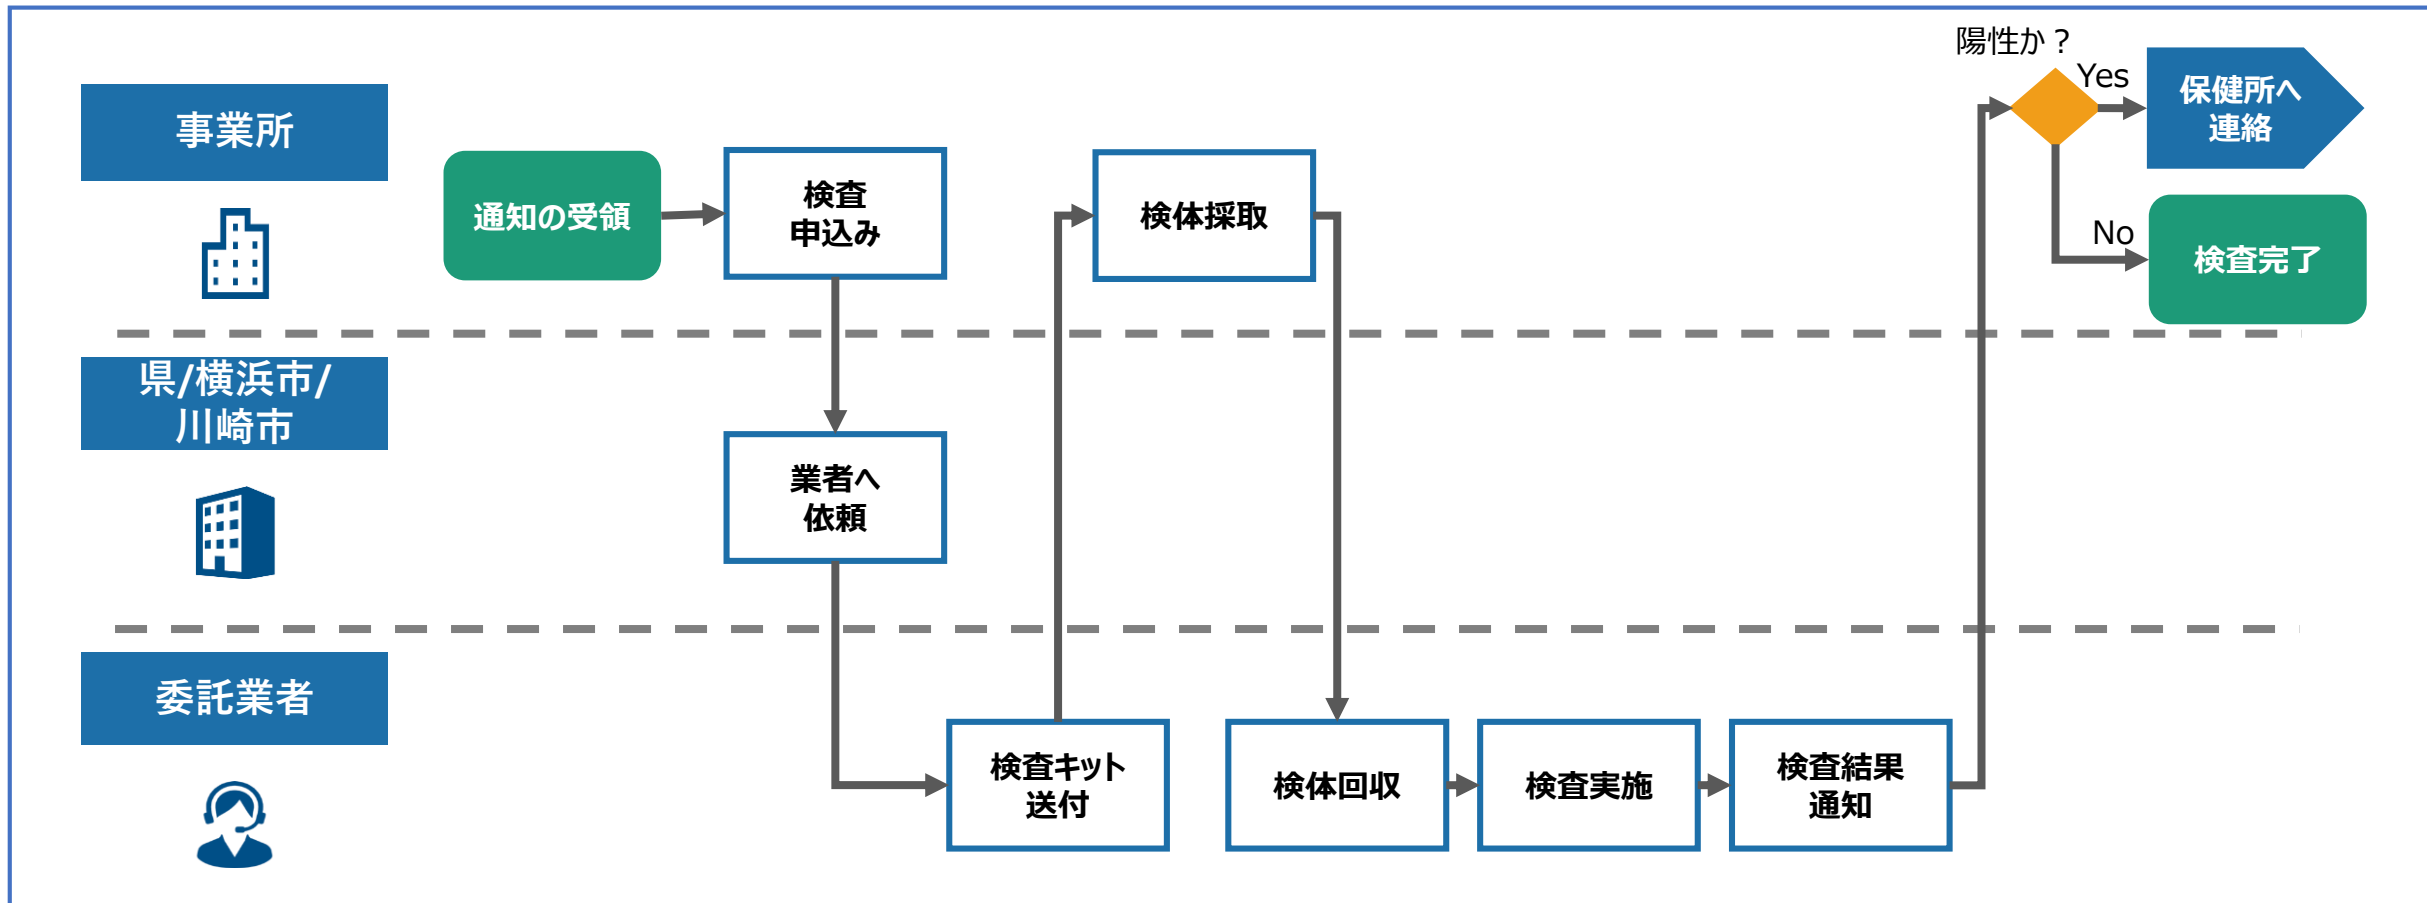 陽性か？
Yes
保健所へ
連絡
事業所
通知の受領
検査
申込み
検体採取
No
検査完了
県/横浜市/
川崎市
業者へ
依頼
委託業者
検査キット
送付
検体回収
検査実施
検査結果
通知